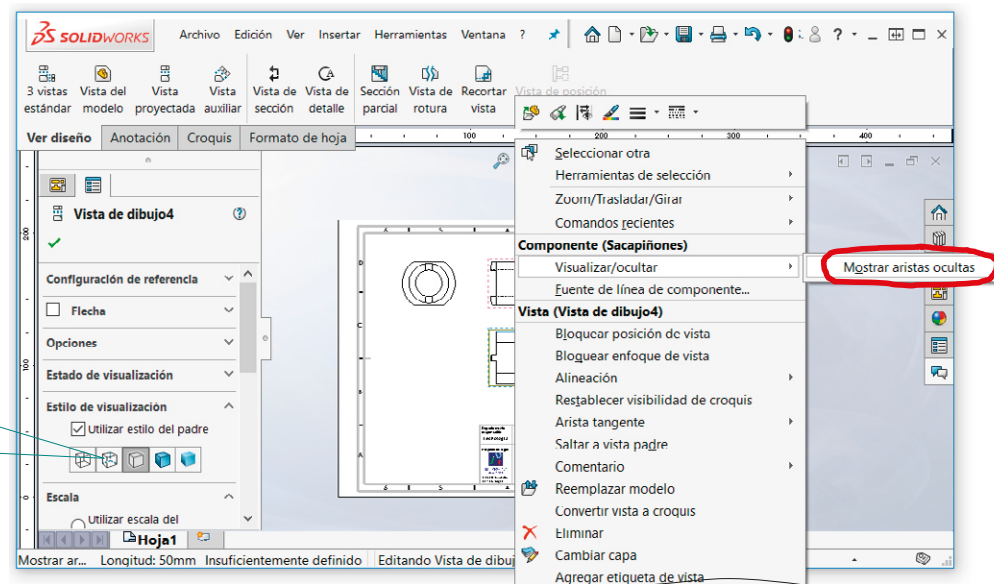 SOLIDWORKS Archivo Edición Ver Insertar Herramientas Ventana ?
3 vistas estándar
Vista del modelo
Vista proyectada
Vista auxiliar
Vista de sección
Vista de detalle
Sección parcial
Vista de rotura
Recortar vista
Vista de posición
Ver diseño Anotación Croquis Formato de hoja
100 200 300 400
Vista de dibujo4
Configuración de referencia
Flecha
Opciones
Estado de visualización
Estilo de visualización
Utilizar estilo del padre
Escala
Utilizar escala del
Seleccionar otra
Herramientas de selección
Zoom/Trasladar/Girar
Comandos recientes
Componente (Sacapiñones)
Visualizar/ocultar
Mostrar aristas ocultas
Fuente de línea de componente...
Vista (Vista de dibujo4)
Bloquear posición de vista
Bloquear enfoque de vista
Alineación
Restablecer visibilidad de croquis
Arista tangente
Saltar a vista padre
Comentario
Reemplazar modelo
Convertir vista a croquis
Eliminar
Cambiar capa
Agregar etiqueta de vista
Hoja1
Mostrar ar... Longitud: 50mm Insuficientemente definido Editando Vista de dibuj